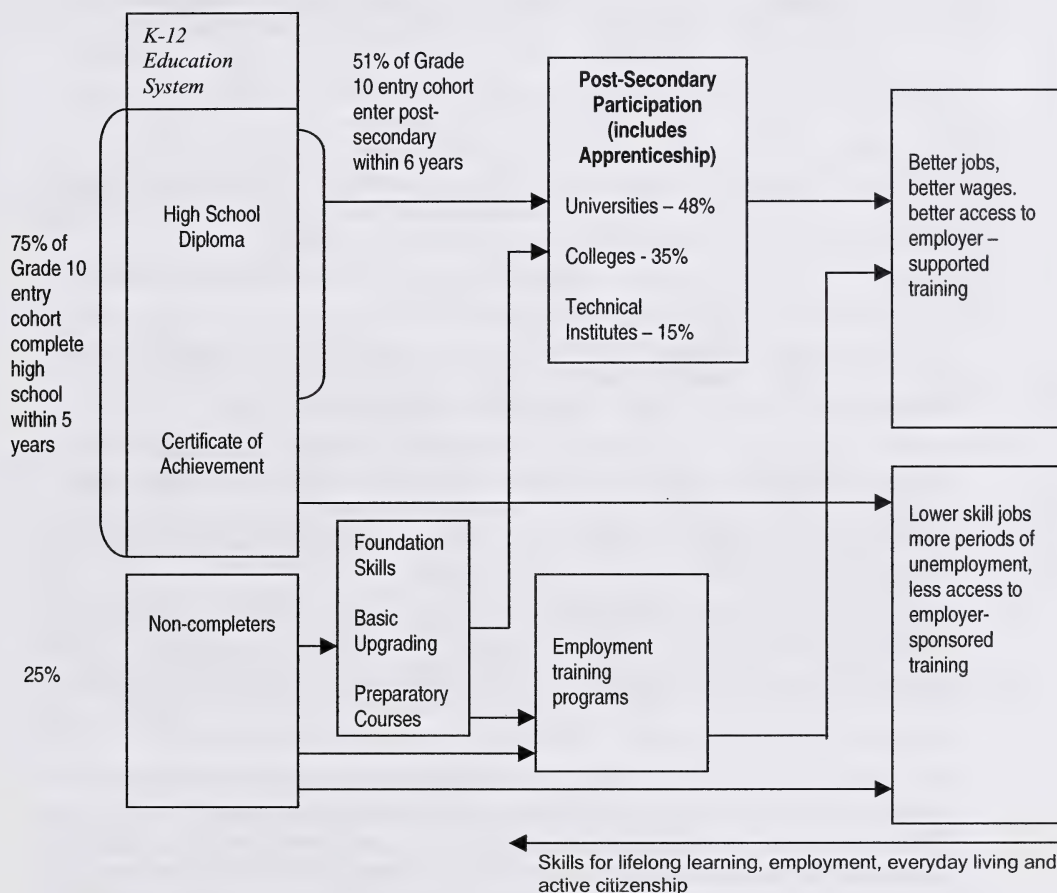 K-12
Education
System
51% of Grade
10 entry cohort
enter post-
secondary
within 6 years
75% of
Grade 10
entry
cohort
complete
high
school
within 5
years
High School
Diploma
Certificate of
Achievement
Post-Secondary
Participation
(includes
Apprenticeship)
Universities – 48%
Colleges - 35%
Technical
Institutes – 15%
Better jobs,
better wages.
better access to
employer –
supported
training
25%
Non-completers
Foundation
Skills
Basic
Upgrading
Preparatory
Courses
Employment
training
programs
Lower skill jobs
more periods of
unemployment,
less access to
employer-
sponsored
training
Skills for lifelong learning, employment, everyday living and
active citizenship